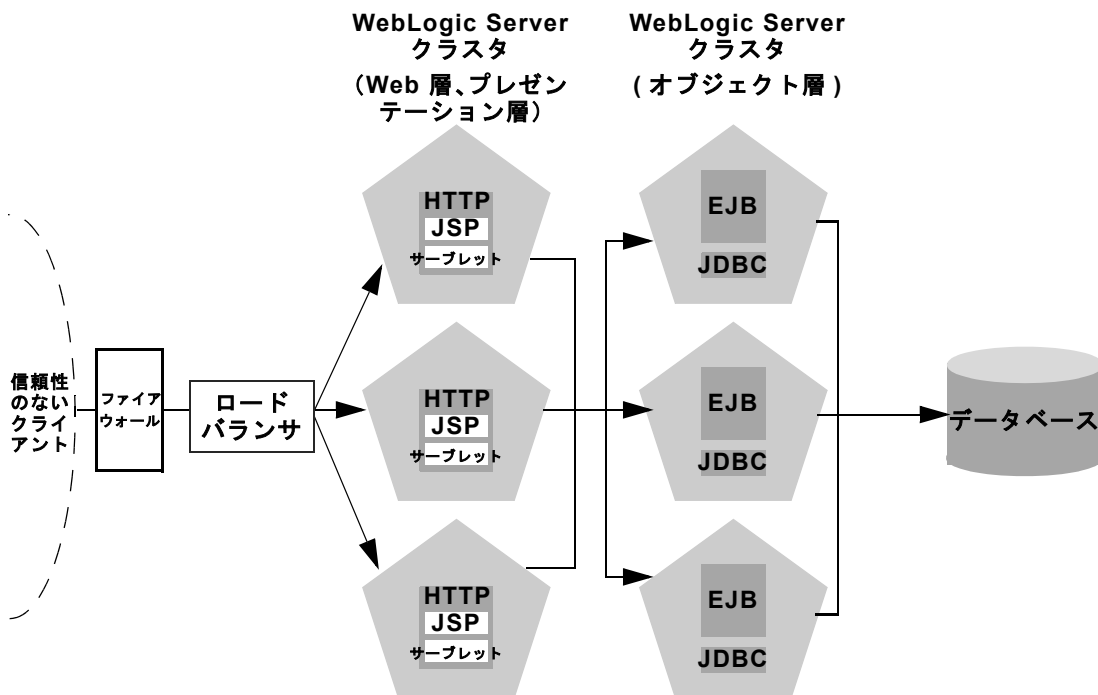 WebLogic Server
クラスタ
（Web 層、プレゼン
テーション層）
WebLogic Server
クラスタ
( オブジェクト層 )
HTTP
JSP
サーブレット
EJB
JDBC
信頼性
のない
クライ
アント
ファイア
ウォール
ロード
バランサ
HTTP
JSP
サーブレット
EJB
JDBC
データベース
HTTP
JSP
サーブレット
EJB
JDBC